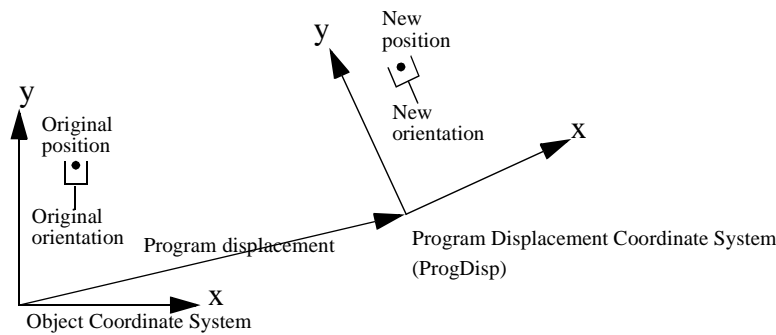 New
position
y
New
orientation
x
y
Original
position
Original
orientation
Program displacement
Program Displacement Coordinate System
(ProgDisp)
x
Object Coordinate System